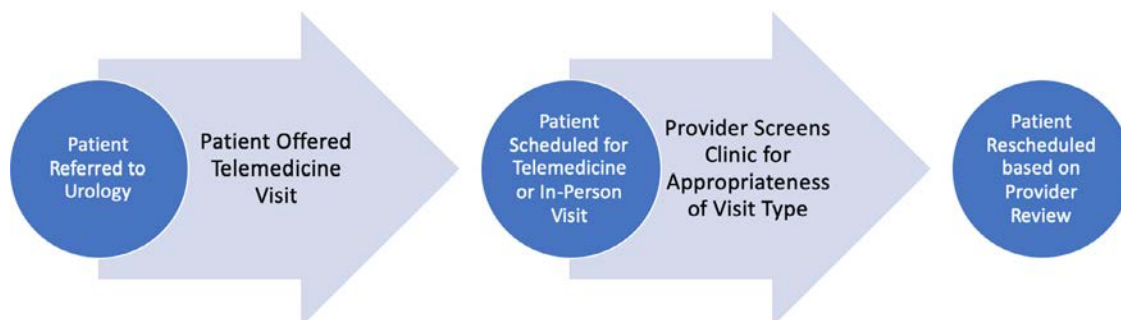 Patient
Referred to
Urology
Patient Offered
Telemedicine
Visit
Patient
Scheduled for
Telemedicine
or In-Person
Visit
Provider Screens
Clinic for
Appropriateness
of Visit Type
Patient
Rescheduled
based on
Provider
Review